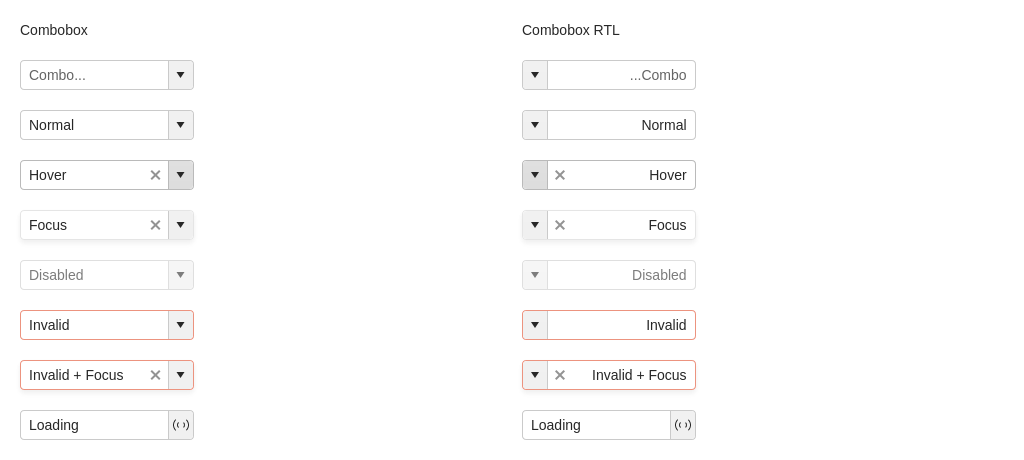 Combobox
Combo...
Normal
Hover
Focus
Disabled
Invalid
Invalid + Focus
Loading
Combobox RTL
...Combo
Normal
Hover
Focus
Disabled
Invalid
Invalid + Focus
Loading